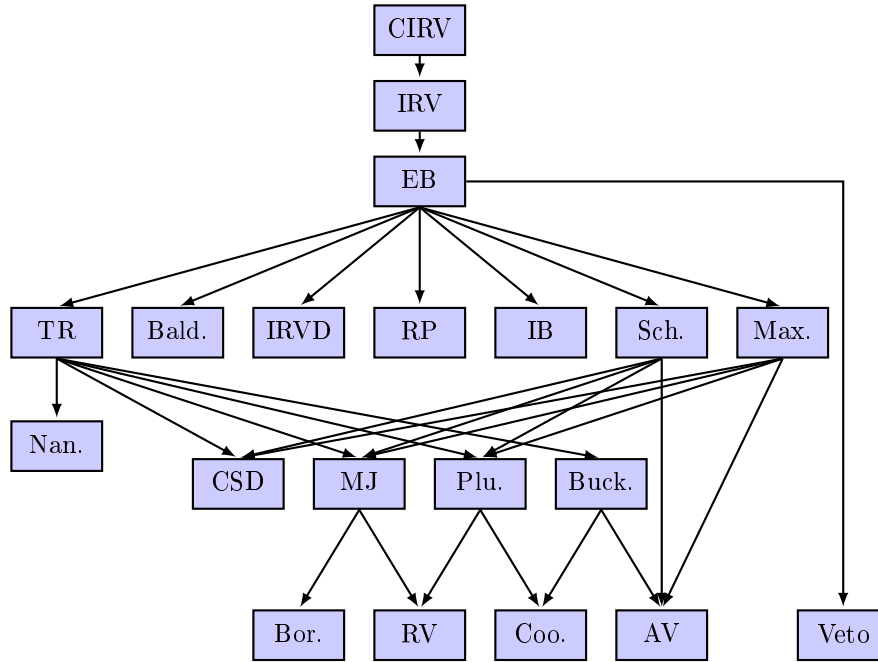 CIRV
IRV
EB
TR
Bald.
IRVD
RP
IB
Sch.
Max.
Nan.
CSD
MJ
Plu.
Buck.
Bor.
RV
Coo.
AV
Veto